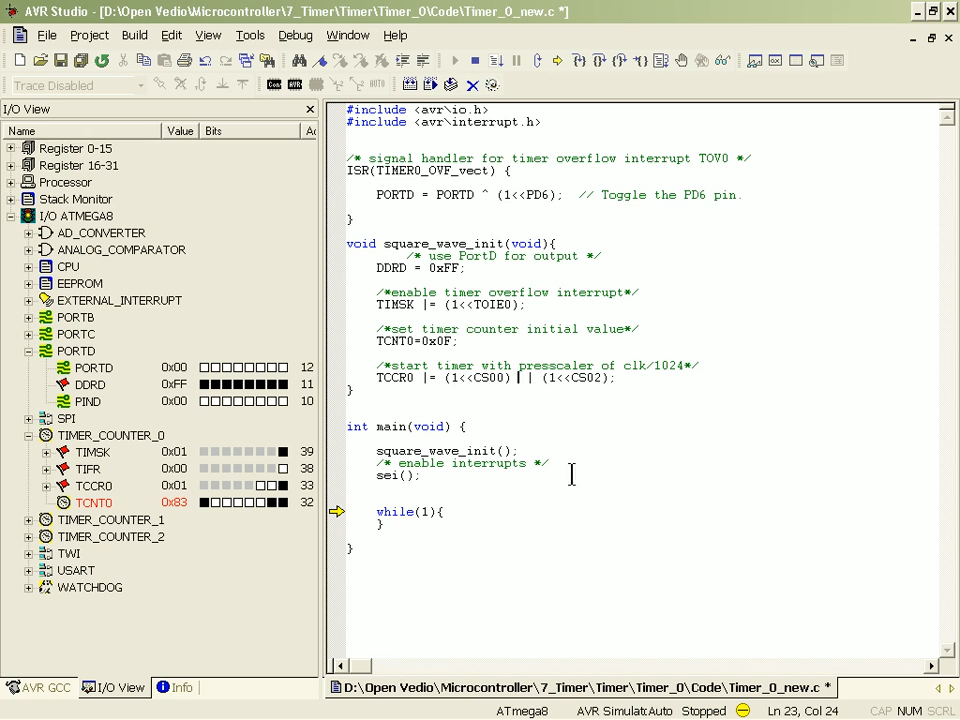 AVR Studio - [D:\Open Vedio\Microcontroller\7_Timer\Timer\Timer_0\Code\Timer_0_new.c *]
File Project Build Edit View Tools Debug Window Help
Trace Disabled
AUTO
I/O View
Name Value Bits
Register 0-15
Register 16-31
Processor
Stack Monitor
I/O ATMEGA8
AD_CONVERTER
ANALOG_COMPARATOR
CPU
EEPROM
EXTERNAL_INTERRUPT
PORTB
PORTC
PORTD
PORTD 0x00 12
DDRD 0xFF 11
PIND 0x00 10
SPI
TIMER_COUNTER_0
TIMSK 0x01 39
TIFR 0x00 38
TCCR0 0x01 33
TCNT0 0x83 32
TIMER_COUNTER_1
TIMER_COUNTER_2
TWI
USART
WATCHDOG
AVR GCC I/O View Info
#include <avr\io.h>
#include <avr\interrupt.h>
/* signal handler for timer overflow interrupt TOV0 */
ISR(TIMER0_OVF_vect) {
PORTD = PORTD ^ (1<<PD6); // Toggle the PD6 pin.
}
void square_wave_init(void){
/* use PortD for output */
DDRD = 0xFF;
/*enable timer overflow interrupt*/
TIMSK |= (1<<TOIE0);
/*set timer counter initial value*/
TCNT0=0x0F;
/*start timer with presscaler of clk/1024*/
TCCR0 |= (1<<CS00) | (1<<CS02);
}
int main(void) {
square_wave_init();
/* enable interrupts */
sei();
while(1){
}
}
D:\Open Vedio\Microcontroller\7_Timer\Timer\Timer_0\Code\Timer_0_new.c *
ATmega8 AVR Simulat: Auto Stopped Ln 23, Col 24 CAP NUM SCRL